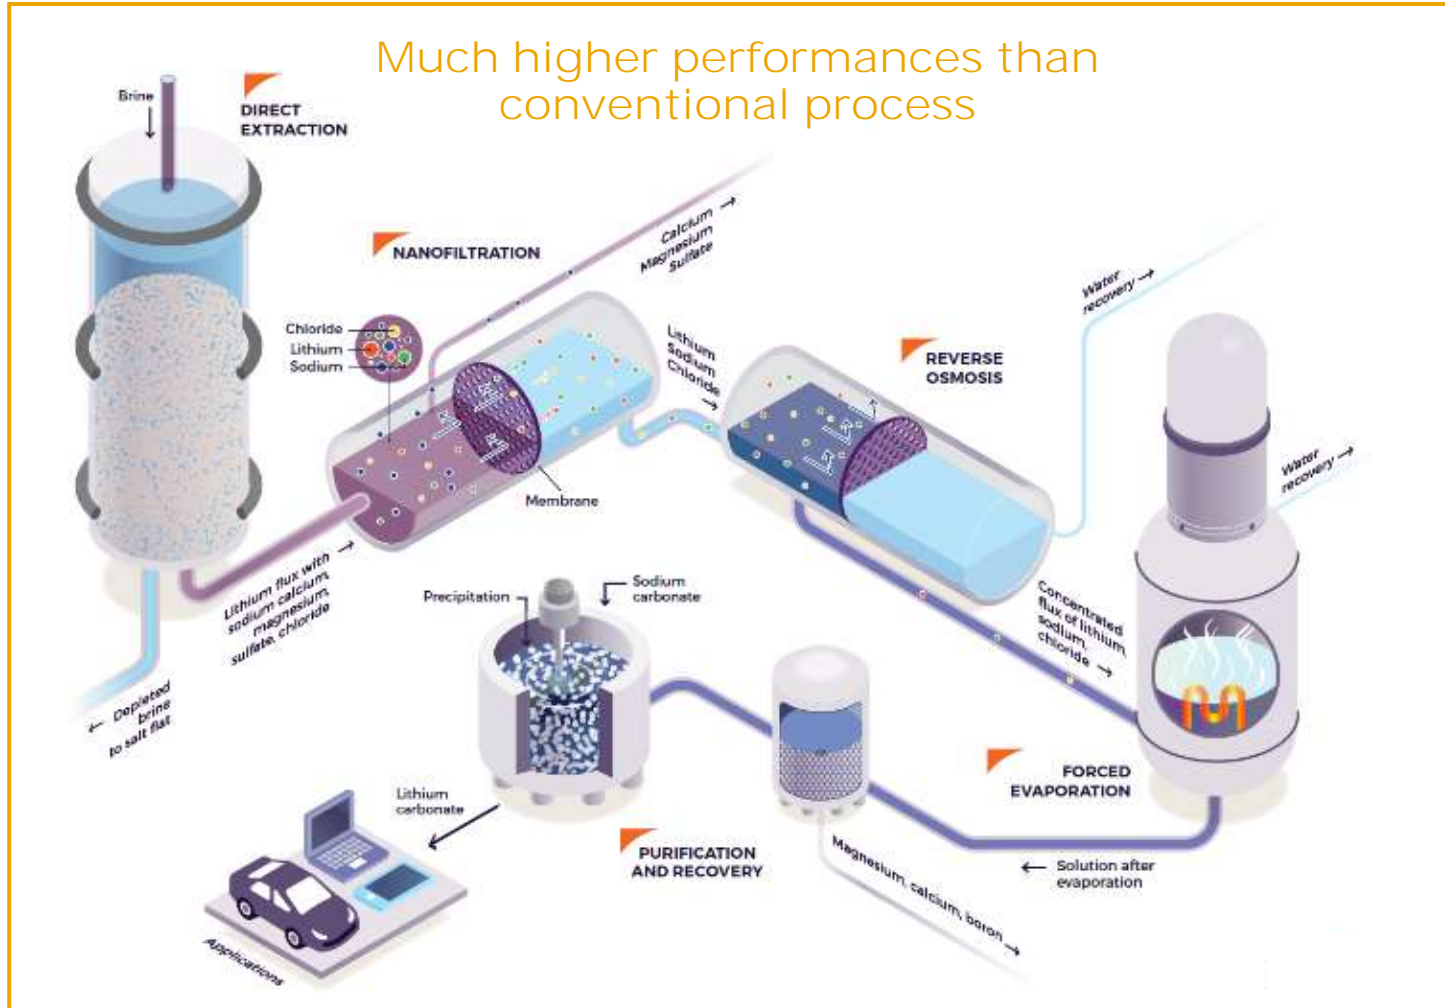 Much higher performances than
conventional process
Brine
DIRECT
EXTRACTION
NANOFILTRATION
Calcium
Magnesium
Sulfate
Chloride
Lithium
Sodium
Membrane
Lithium flux with
sodium calcium,
magnesium,
sulfate, chloride
Depleted
brine
to salt flat
Lithium
Sodium
Chloride
REVERSE
OSMOSIS
Water
recovery
Water
recovery
Concentrated
flux of lithium,
sodium,
chloride
FORCED
EVAPORATION
Solution after
evaporation
Magnesium, calcium, boron
PURIFICATION
AND RECOVERY
Precipitation
Sodium
carbonate
Lithium
carbonate
Applications